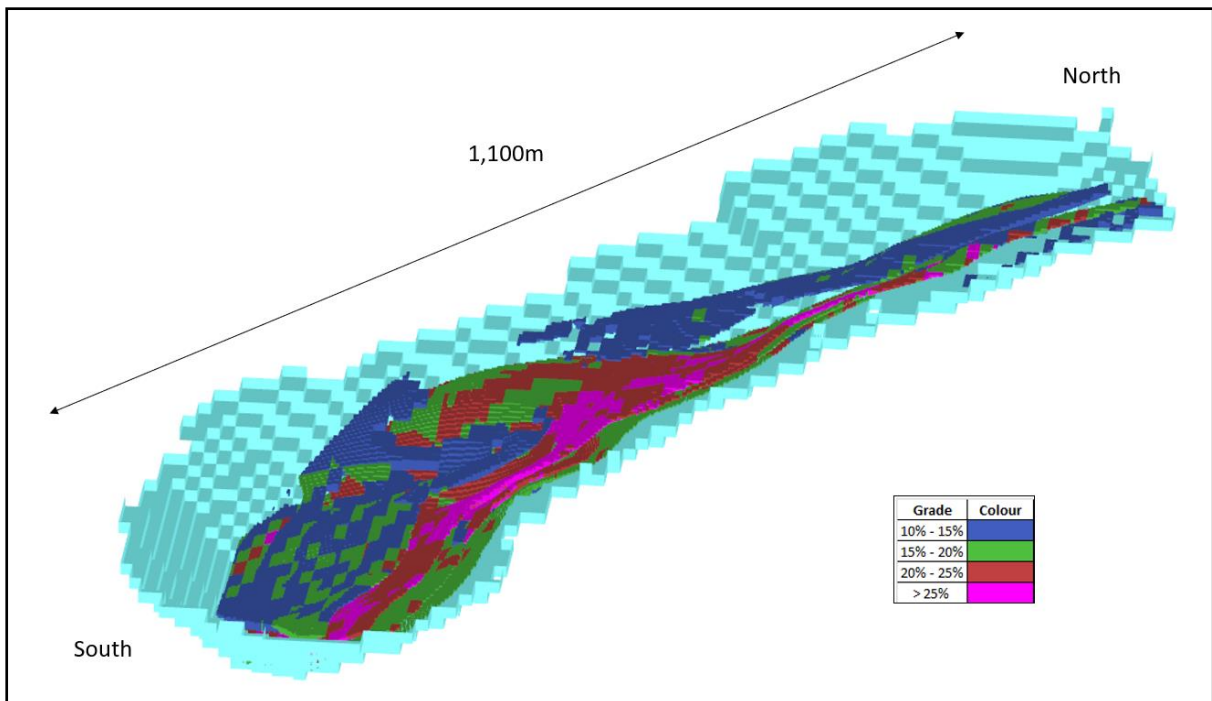 North
1,100m
Grade Colour
10% - 15%
15% - 20%
20% - 25%
> 25%
South